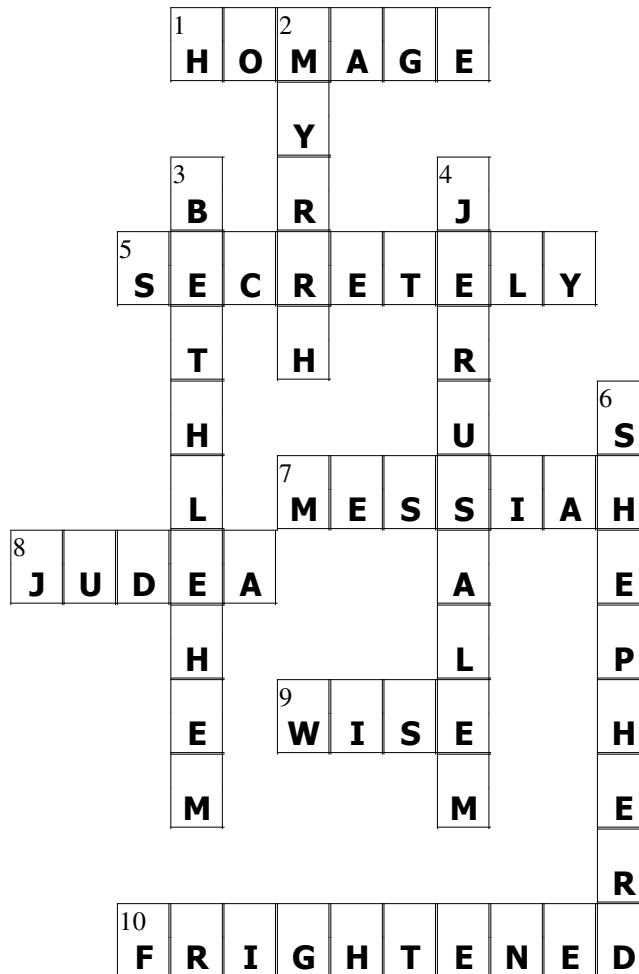 1 H O 2 M A G E
Y
3 B R 4 J
5 S E C R E T E L Y
T H R
H U 6 S
L 7 M E S S I A H
8 J U D E A A E
H L P
E 9 W I S E H
M M E
R
10 F R I G H T E N E D